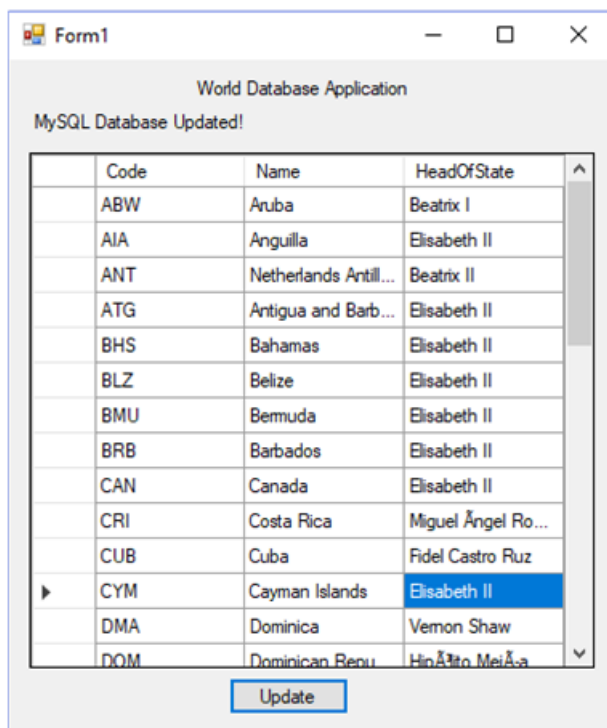 Form1
World Database Application
MySQL Database Updated!
Code Name HeadOfState
ABW Aruba Beatrix I
AIA Anguilla Elisabeth II
ANT Netherlands Antill... Beatrix II
ATG Antigua and Barb... Elisabeth II
BHS Bahamas Elisabeth II
BLZ Belize Elisabeth II
BMU Bermuda Elisabeth II
BRB Barbados Elisabeth II
CAN Canada Elisabeth II
CRI Costa Rica Miguel Ãngel Ro...
CUB Cuba Fidel Castro Ruz
CYM Cayman Islands Elisabeth II
DMA Dominica Vernon Shaw
DOM Dominican Repu HipÃ³lito MejÃ­a
Update